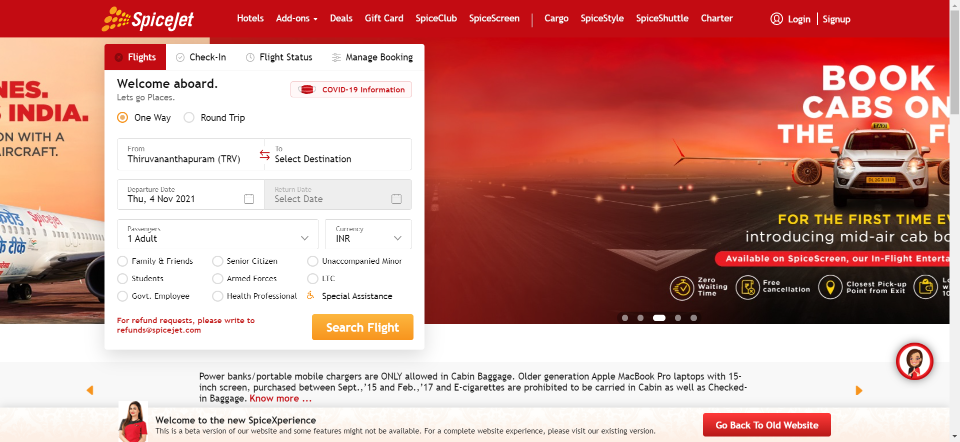 SpiceJet
Hotels Add-ons Deals Gift Card SpiceClub SpiceScreen Cargo SpiceStyle SpiceShuttle Charter
Login Signup
Flights Check-In Flight Status Manage Booking
Welcome aboard.
Lets go Places.
COVID-19 Information
One Way Round Trip
From
Thiruvananthapuram (TRV)
To
Select Destination
Departure Date
Thu, 4 Nov 2021
Return Date
Select Date
Passengers
1 Adult
Currency
INR
Family & Friends Senior Citizen Unaccompanied Minor
Students Armed Forces LTC
Govt. Employee Health Professional Special Assistance
For refund requests, please write to
refunds@spicejet.com
Search Flight
NES.
INDIA.
ON WITH A
IRCRAFT.
SpiceJet
BOOK
CABS ON
THE F
TAXI
FOR THE FIRST TIME EV
introducing mid-air cab bo
Available on SpiceScreen, our In-Flight Enterta
Zero
Waiting
Time
Free
cancellation
Closest Pick-up
Point from Exit
Power banks/portable mobile chargers are ONLY allowed in Cabin Baggage. Older generation Apple MacBook Pro laptops with 15-
inch screen, purchased between Sept.,'15 and Feb.,'17 and E-cigarettes are prohibited to be carried in Cabin as well as Checked-
in Baggage. Know more ...
Welcome to the new SpiceXperience
This is a beta version of our website and some features might not be available. For a complete website experience, please visit our existing version.
Go Back To Old Website